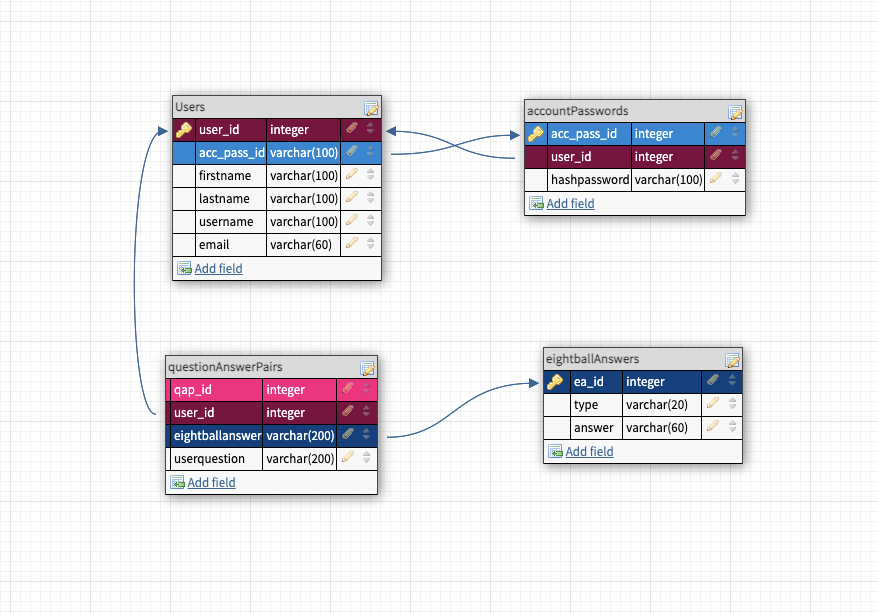 Users
user_id integer
acc_pass_id varchar(100)
firstname varchar(100)
lastname varchar(100)
username varchar(100)
email varchar(60)
Add field
accountPasswords
acc_pass_id integer
user_id integer
hashpassword varchar(100)
Add field
questionAnswerPairs
qap_id integer
user_id integer
eightballanswer varchar(200)
userquestion varchar(200)
Add field
eightballAnswers
ea_id integer
type varchar(20)
answer varchar(60)
Add field